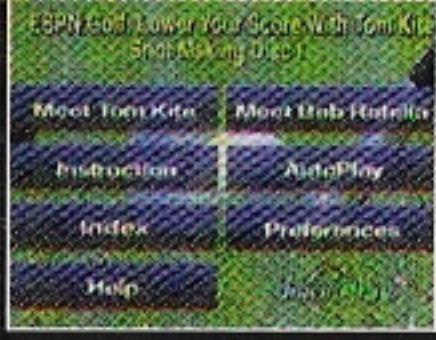 ESPN Golf: Lower Your Score With Tom Kite
Shot Making Disc 1
Meet Tom Kite
Meet Bob Rotella
Instruction
AutoPlay
Index
Preferences
Help